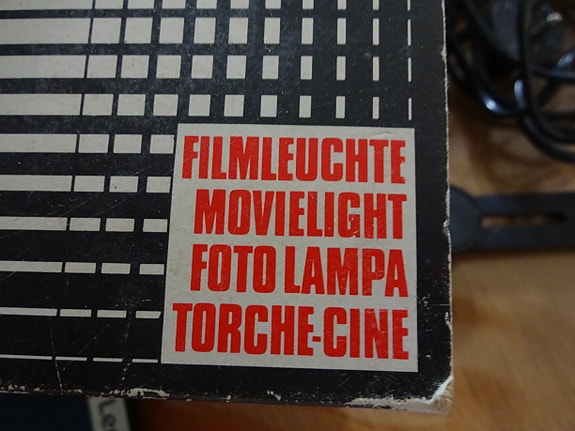 FILMLEUCHTE
MOVIELIGHT
FOTO LAMPA
TORCHE-CINE